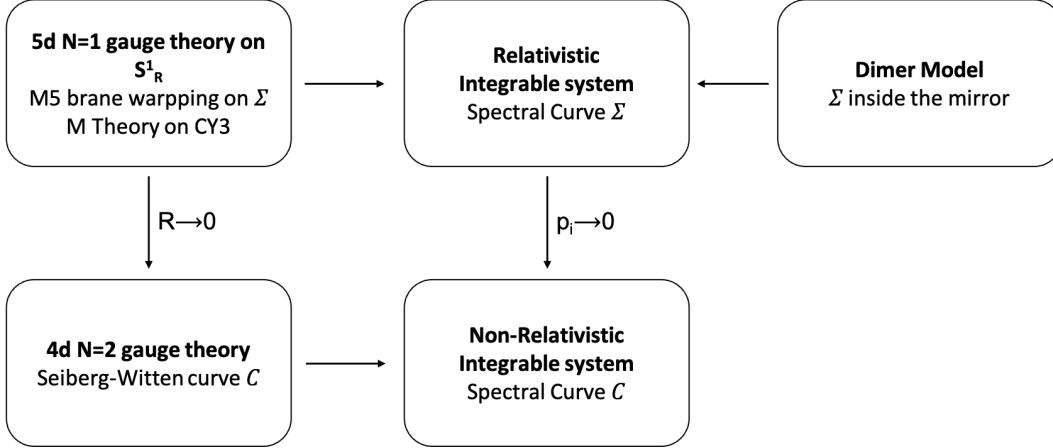 5d N=1 gauge theory on
S¹_R
M5 brane warpping on Σ
M Theory on CY3
Relativistic
Integrable system
Spectral Curve Σ
Dimer Model
Σ inside the mirror
R→0
pᵢ→0
4d N=2 gauge theory
Seiberg-Witten curve C
Non-Relativistic
Integrable system
Spectral Curve C